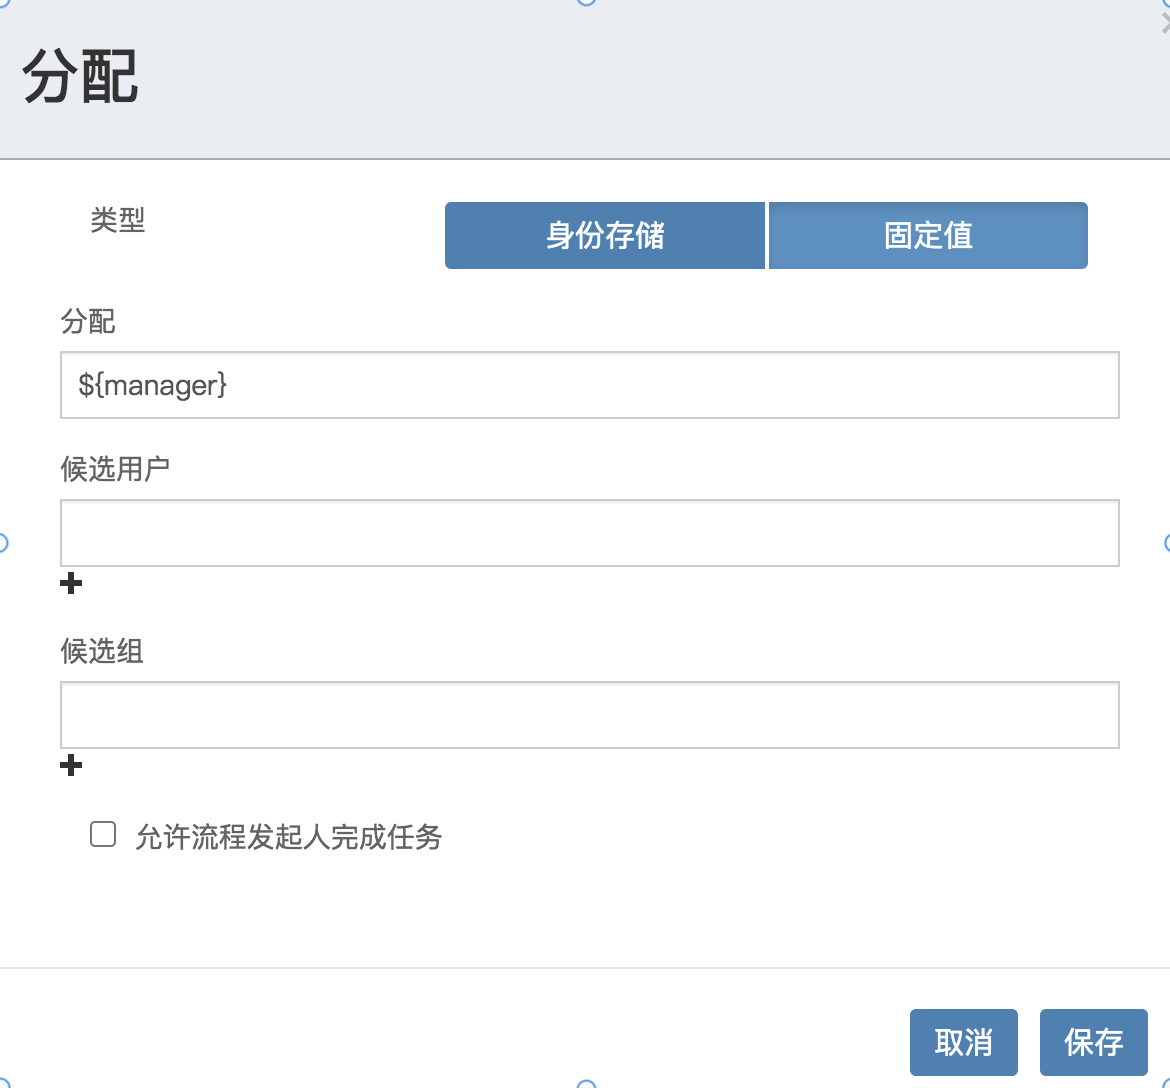 分配
类型
身份存储 固定值
分配
${manager}
候选用户
候选组
允许流程发起人完成任务
取消 保存